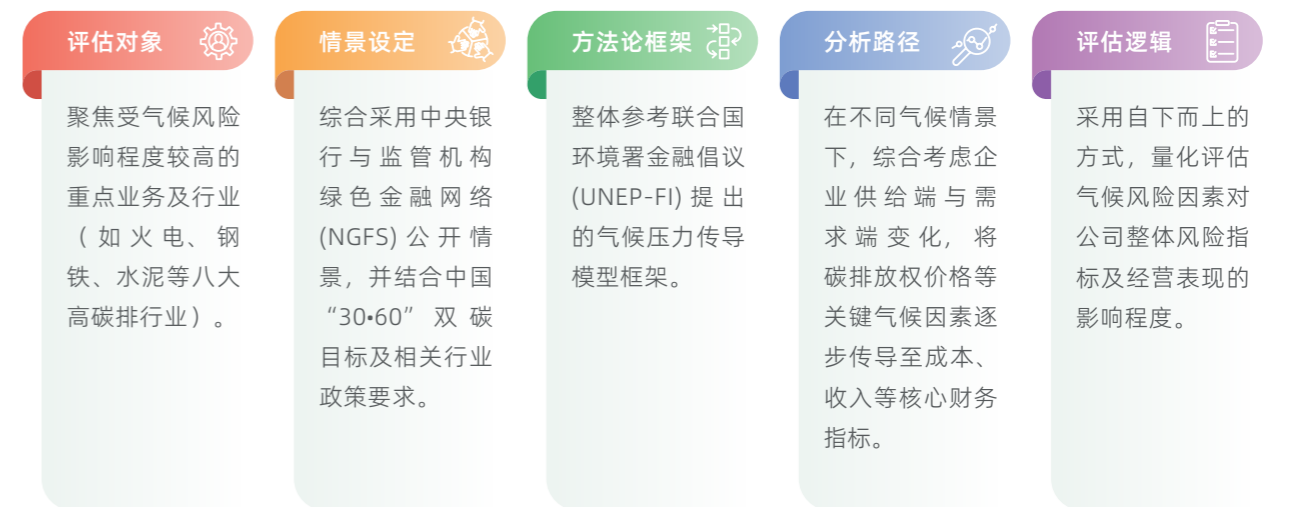 评估对象
聚焦受气候风险
影响程度较高的
重点业务及行业
（如火电、钢
铁、水泥等八大
高碳排行业）。
情景设定
综合采用中央银
行与监管机构
绿色金融网络
(NGFS)公开情
景，并结合中国
“30•60”双碳
目标及相关行业
政策要求。
方法论框架
整体参考联合国
环境署金融倡议
(UNEP-FI)提出
的气候压力传导
模型框架。
分析路径
在不同气候情景
下，综合考虑企
业供给端与需
求端变化，将
碳排放权价格等
关键气候因素逐
步传导至成本、
收入等核心财务
指标。
评估逻辑
采用自下而上的
方式，量化评估
气候风险因素对
公司整体风险指
标及经营表现的
影响程度。